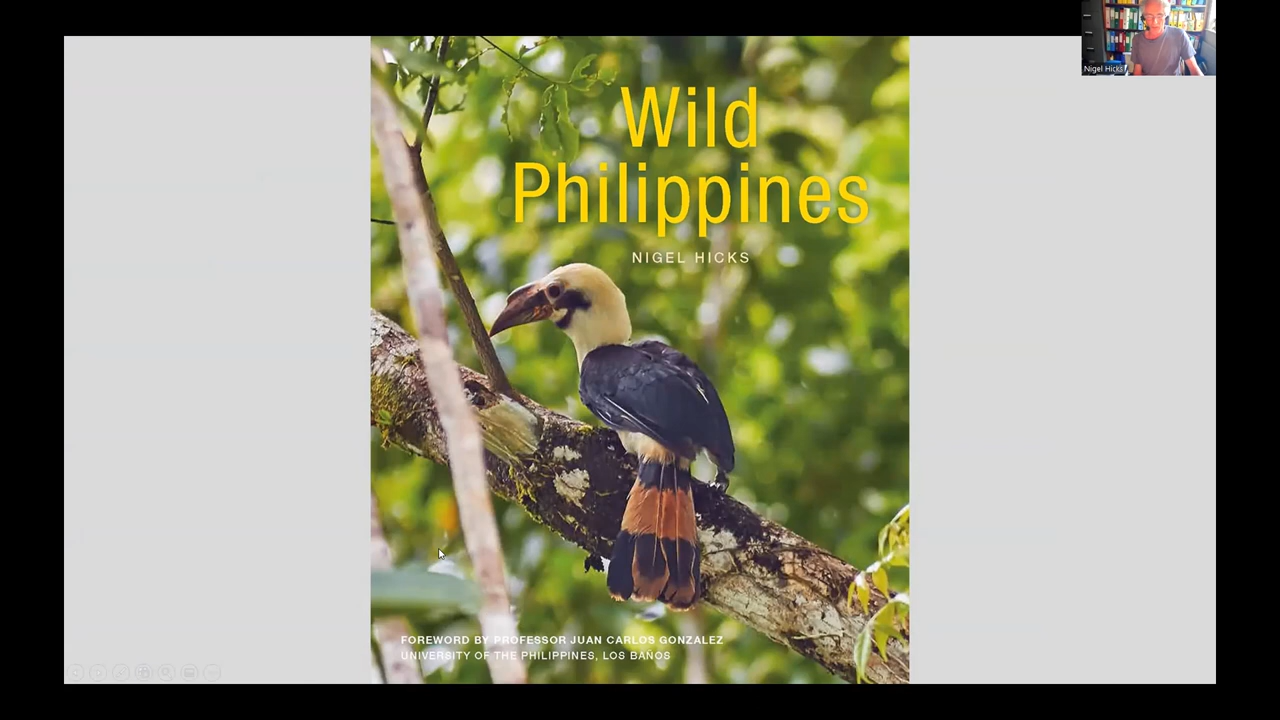 Nigel Hicks
Wild
Philippines
NIGEL HICKS
FOREWORD BY PROFESSOR JUAN CARLOS GONZALEZ
UNIVERSITY OF THE PHILIPPINES, LOS BAÑOS